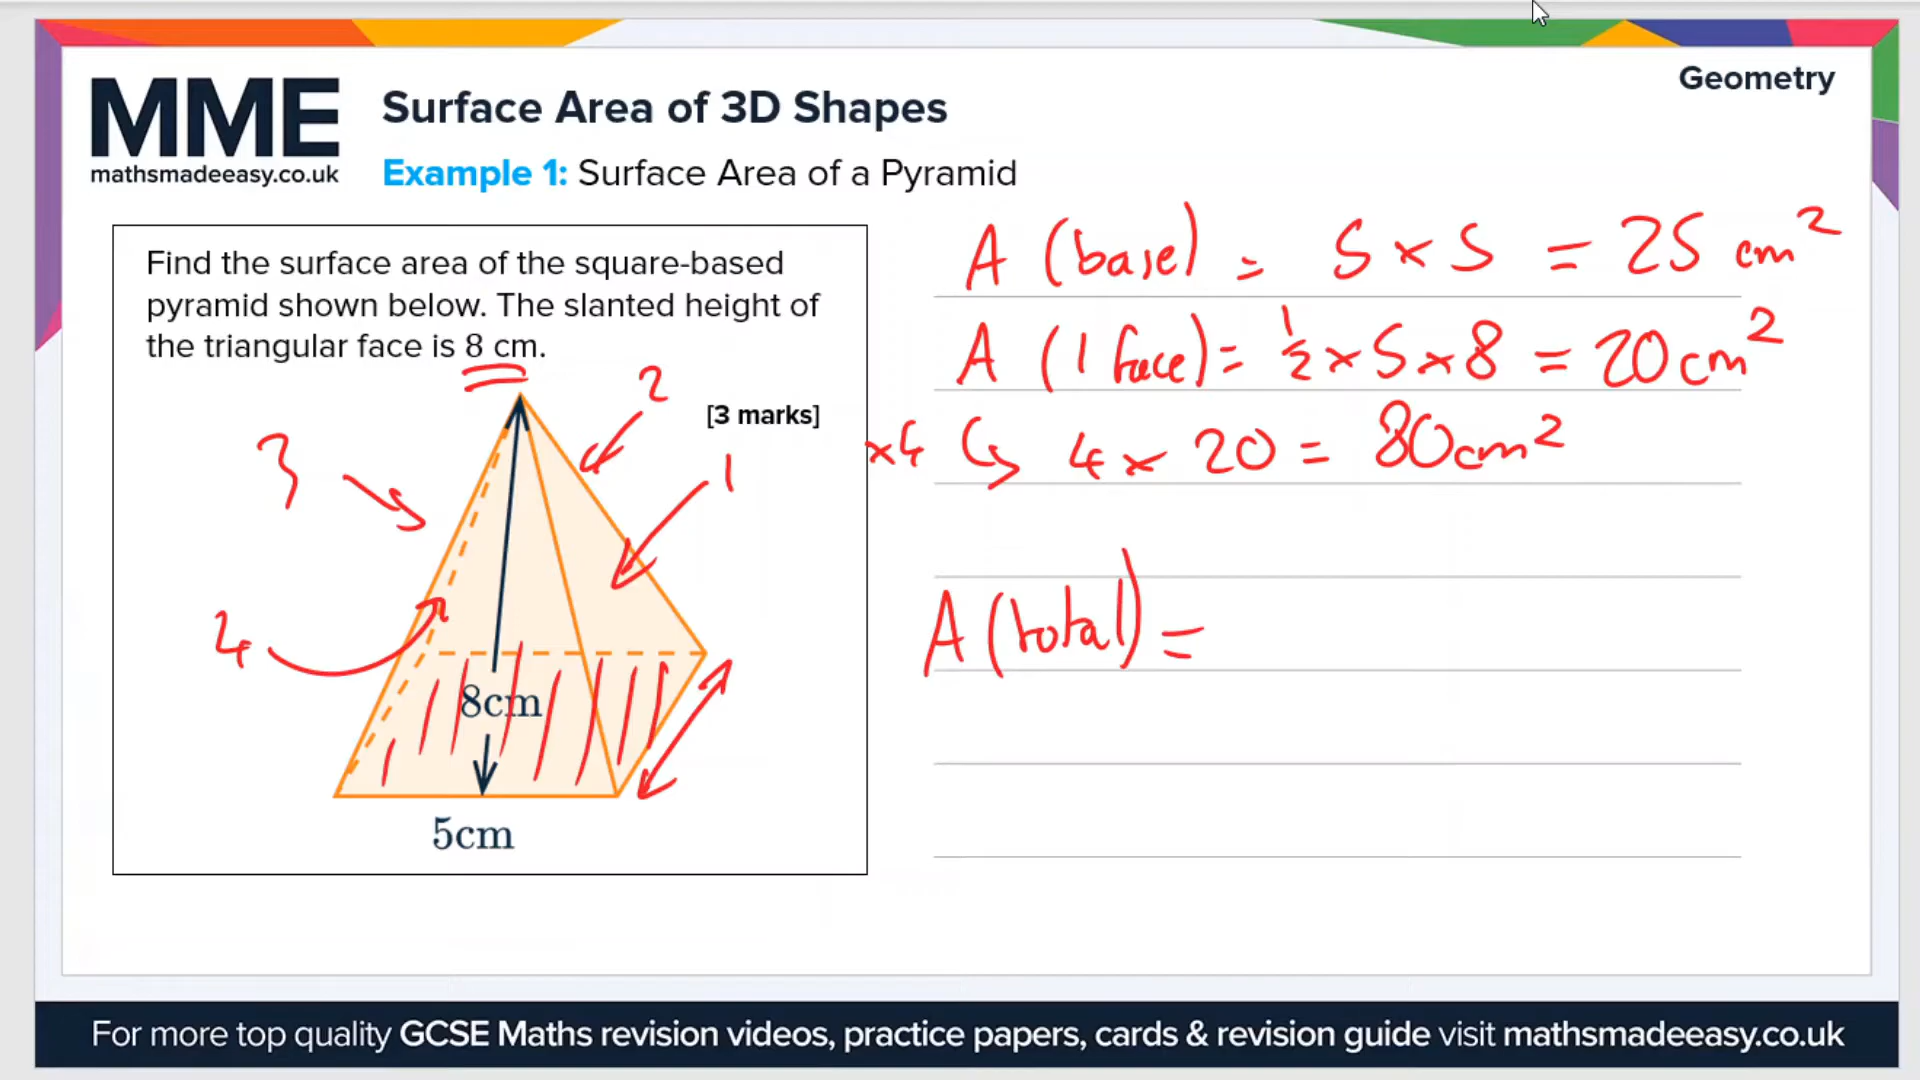 Geometry
MME
mathsmadeeasy.co.uk
Surface Area of 3D Shapes
Example 1: Surface Area of a Pyramid
Find the surface area of the square-based
pyramid shown below. The slanted height of
the triangular face is 8 cm.
[3 marks]
2
1
3
4
8cm
5cm
A (base) = 5 × 5 = 25 cm²
A (1 face) = ½ × 5 × 8 = 20cm²
×4 ↳ 4 × 20 = 80cm²
A (total) =
For more top quality GCSE Maths revision videos, practice papers, cards & revision guide visit mathsmadeeasy.co.uk